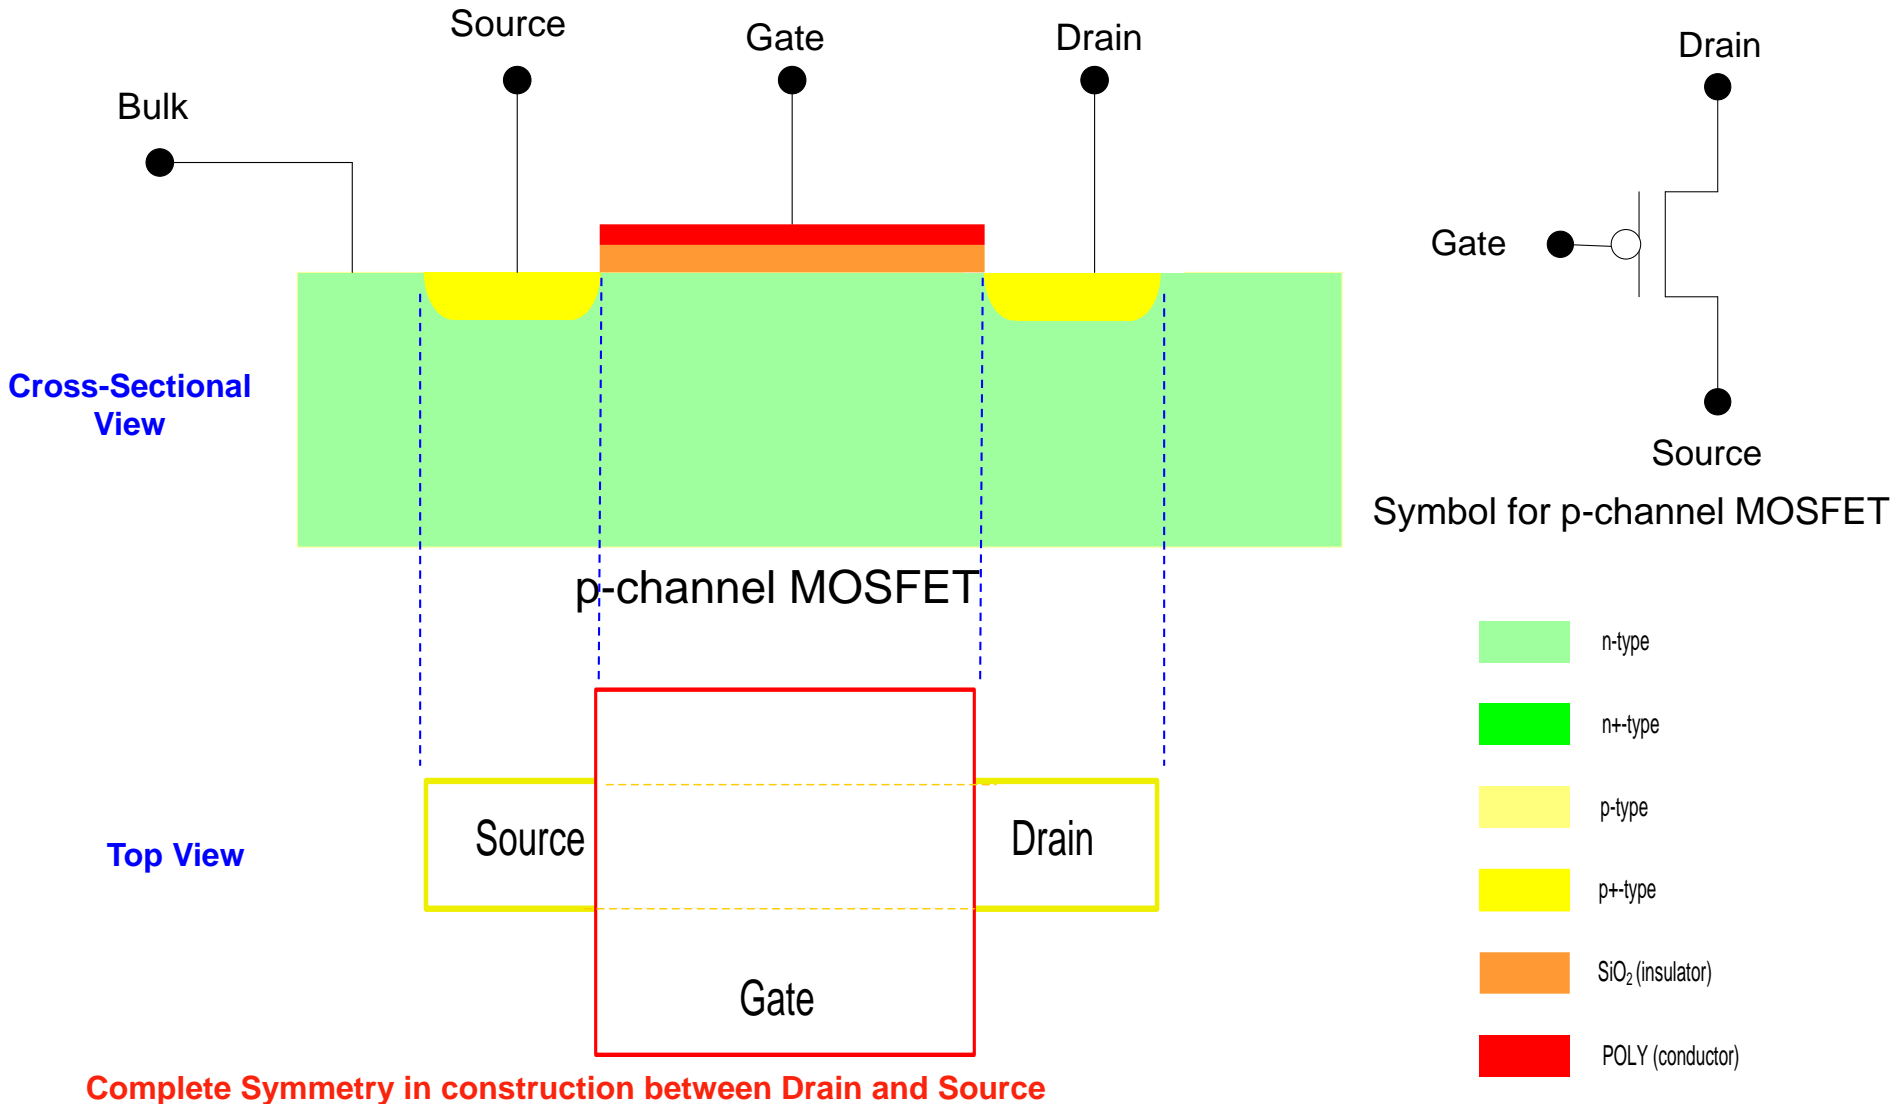 Source
Gate
Drain
Bulk
Cross-Sectional
View
p-channel MOSFET
Top View
Source
Drain
Gate
Complete Symmetry in construction between Drain and Source
Drain
Gate
Source
Symbol for p-channel MOSFET
n-type
n+-type
p-type
p+-type
SiO₂ (insulator)
POLY (conductor)